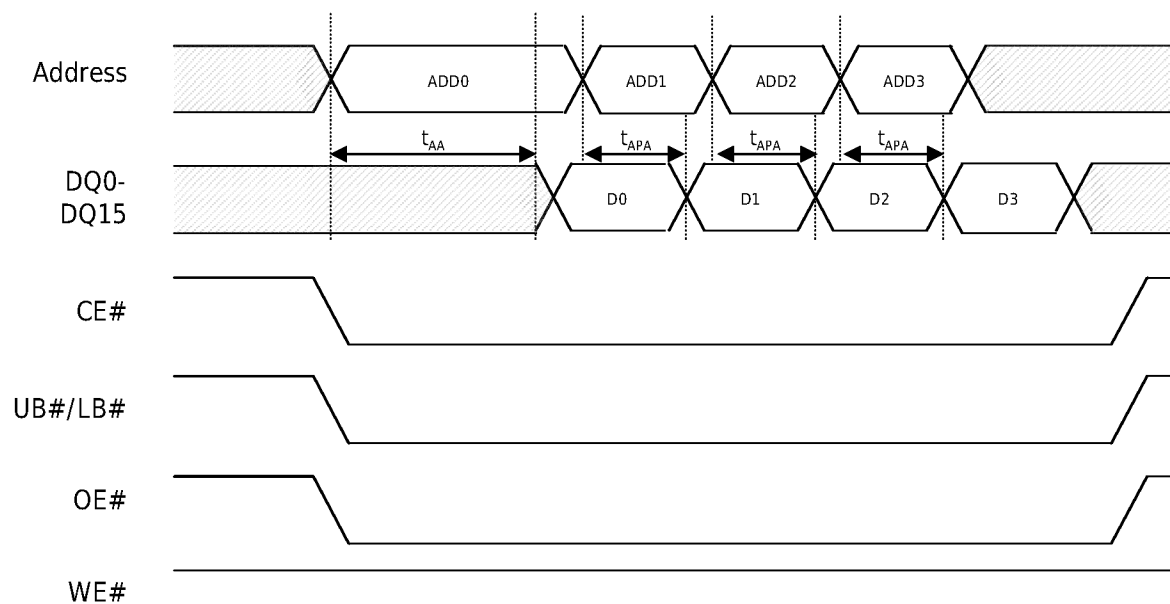 Address
ADD0
ADD1
ADD2
ADD3
tAA
tAPA
tAPA
tAPA
DQ0-
DQ15
D0
D1
D2
D3
CE#
UB#/LB#
OE#
WE#